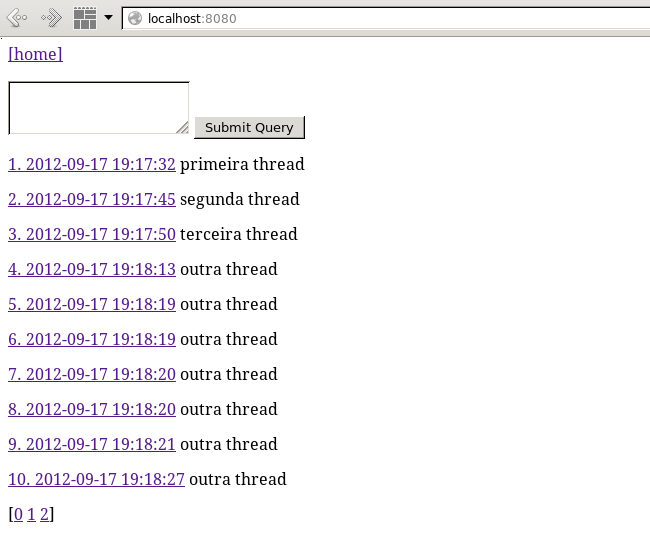 localhost:8080
[home]
Submit Query
1. 2012-09-17 19:17:32 primeira thread
2. 2012-09-17 19:17:45 segunda thread
3. 2012-09-17 19:17:50 terceira thread
4. 2012-09-17 19:18:13 outra thread
5. 2012-09-17 19:18:19 outra thread
6. 2012-09-17 19:18:19 outra thread
7. 2012-09-17 19:18:20 outra thread
8. 2012-09-17 19:18:20 outra thread
9. 2012-09-17 19:18:21 outra thread
10. 2012-09-17 19:18:27 outra thread
[0 1 2]